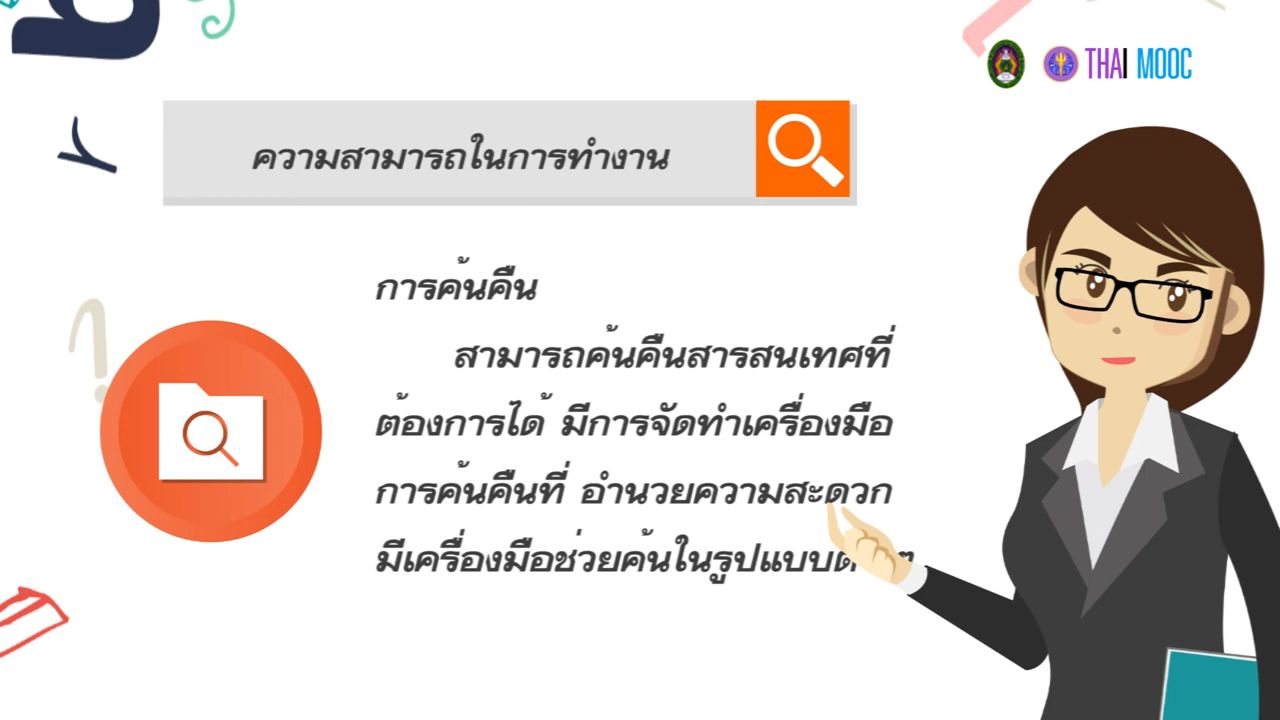 THAI MOOC
ความสามารถในการทำงาน
การค้นคืน
สามารถค้นคืนสารสนเทศที่
ต้องการได้ มีการจัดทำเครื่องมือ
การค้นคืนที่ อำนวยความสะดวก
มีเครื่องมือช่วยค้นในรูปแบบ